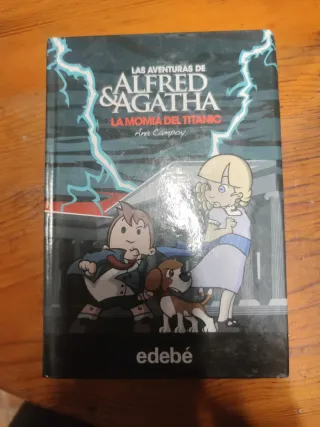 LAS AVENTURAS DE
ALFRED
& AGATHA
LA MOMIA DEL TITANIC
Ana Campoy
edebé